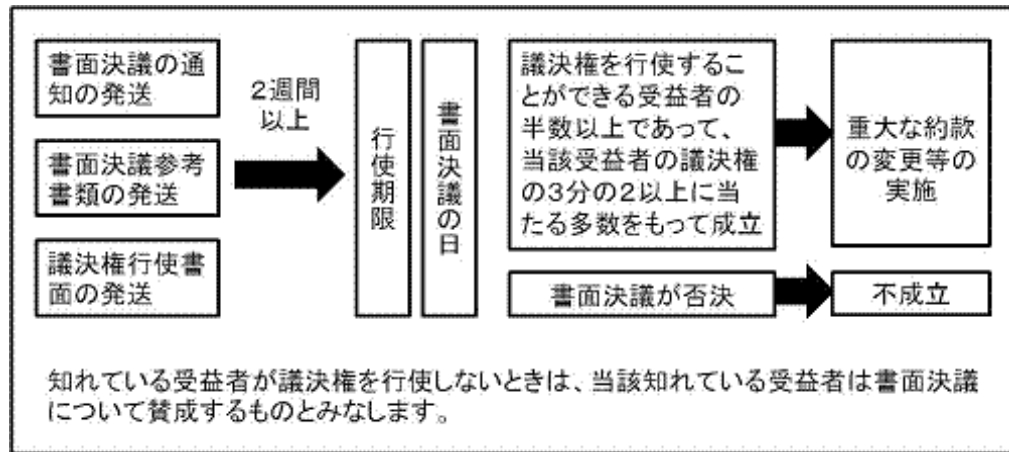 書面決議の通
知の発送
書面決議参考
書類の発送
議決権行使書
面の発送
2週間
以上
行使期限
書面決議の日
議決権を行使するこ
とができる受益者の
半数以上であって、
当該受益者の議決権
の3分の2以上に当
たる多数をもって成立
重大な約款
の変更等の
実施
書面決議が否決
不成立
知れている受益者が議決権を行使しないときは、当該知れている受益者は書面決議
について賛成するものとみなします。